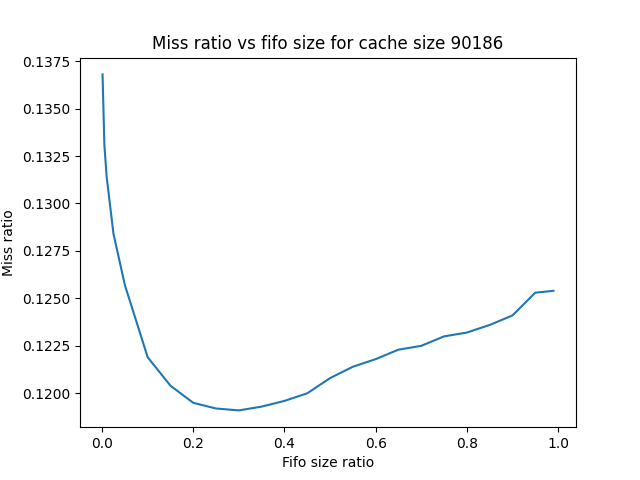 Miss ratio vs fifo size for cache size 90186
0.1375
0.1350
0.1325
0.1300
0.1275
0.1250
0.1225
0.1200
Miss ratio
0.0 0.2 0.4 0.6 0.8 1.0
Fifo size ratio